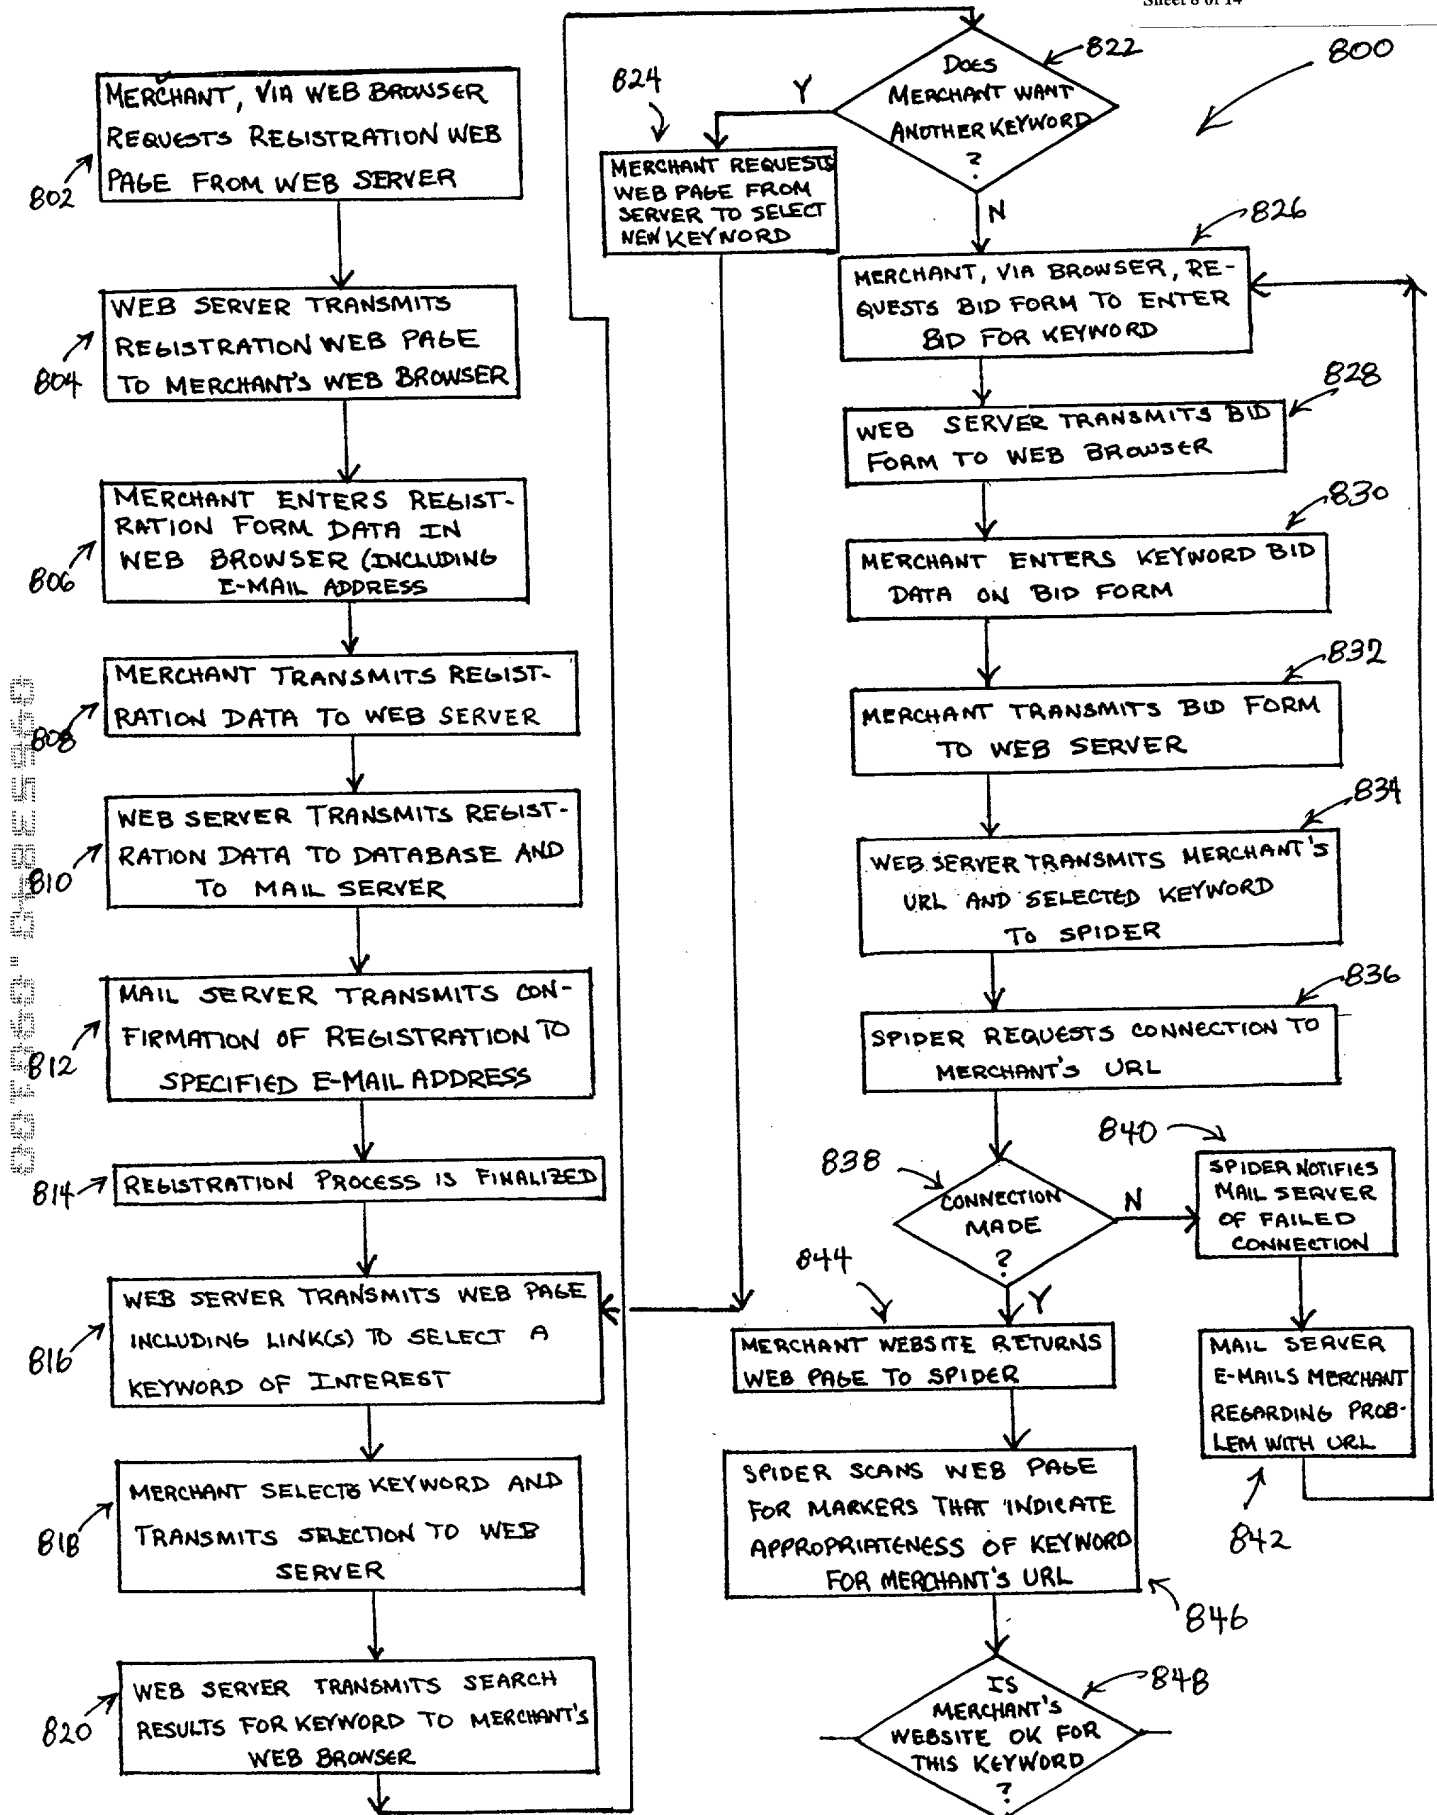 Sheet 8 of 14
800
MERCHANT, VIA WEB BROWSER
REQUESTS REGISTRATION WEB
PAGE FROM WEB SERVER
802
WEB SERVER TRANSMITS
REGISTRATION WEB PAGE
TO MERCHANT'S WEB BROWSER
804
MERCHANT ENTERS REGIST-
RATION FORM DATA IN
WEB BROWSER (INCLUDING
E-MAIL ADDRESS
806
MERCHANT TRANSMITS REGIST-
RATION DATA TO WEB SERVER
808
WEB SERVER TRANSMITS REGIST-
RATION DATA TO DATABASE AND
TO MAIL SERVER
810
MAIL SERVER TRANSMITS CON-
FIRMATION OF REGISTRATION TO
SPECIFIED E-MAIL ADDRESS
812
REGISTRATION PROCESS IS FINALIZED
814
WEB SERVER TRANSMITS WEB PAGE
INCLUDING LINK(S) TO SELECT A
KEYWORD OF INTEREST
816
MERCHANT SELECTS KEYWORD AND
TRANSMITS SELECTION TO WEB
SERVER
818
WEB SERVER TRANSMITS SEARCH
RESULTS FOR KEYWORD TO MERCHANT'S
WEB BROWSER
820
DOES
MERCHANT WANT
ANOTHER KEYWORD
?
822
Y
N
824
MERCHANT REQUESTS
WEB PAGE FROM
SERVER TO SELECT
NEW KEYNORD
826
MERCHANT, VIA BROWSER, RE-
QUESTS BID FORM TO ENTER
BID FOR KEYWORD
828
WEB SERVER TRANSMITS BID
FORM TO WEB BROWSER
830
MERCHANT ENTERS KEYWORD BID
DATA ON BID FORM
832
MERCHANT TRANSMITS BID FORM
TO WEB SERVER
834
WEB SERVER TRANSMITS MERCHANT'S
URL AND SELECTED KEYWORD
TO SPIDER
836
SPIDER REQUESTS CONNECTION TO
MERCHANT'S URL
838
CONNECTION
MADE
?
N
Y
840
SPIDER NOTIFIES
MAIL SERVER
OF FAILED
CONNECTION
MAIL SERVER
E-MAILS MERCHANT
REGARDING PROB-
LEM WITH URL
842
844
MERCHANT WEBSITE RETURNS
WEB PAGE TO SPIDER
SPIDER SCANS WEB PAGE
FOR MARKERS THAT INDICATE
APPROPRIATENESS OF KEYWORD
FOR MERCHANT'S URL
846
IS
MERCHANT'S
WEBSITE OK FOR
THIS KEYWORD
?
848